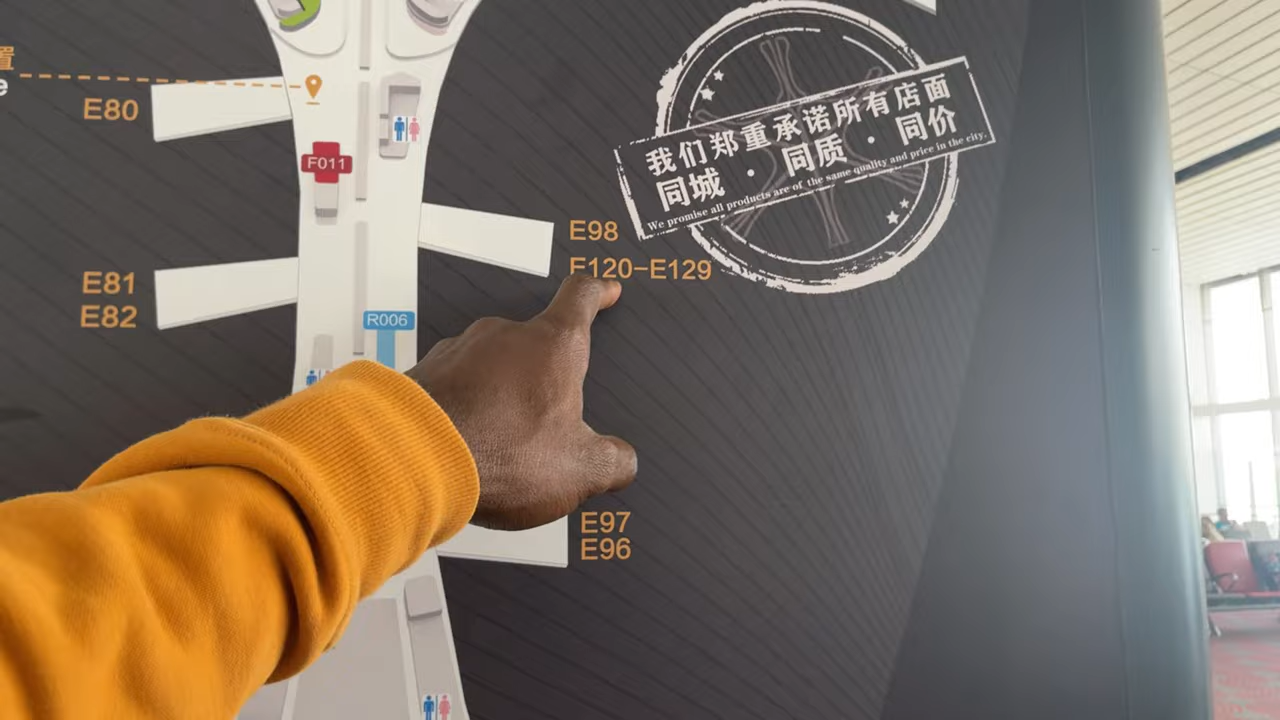 置
e
E80
F011
我们郑重承诺所有店面
同城 · 同质 · 同价
We promise all products are of the same quality and price in the city.
E98
E120-E129
E81
E82
R006
E97
E96